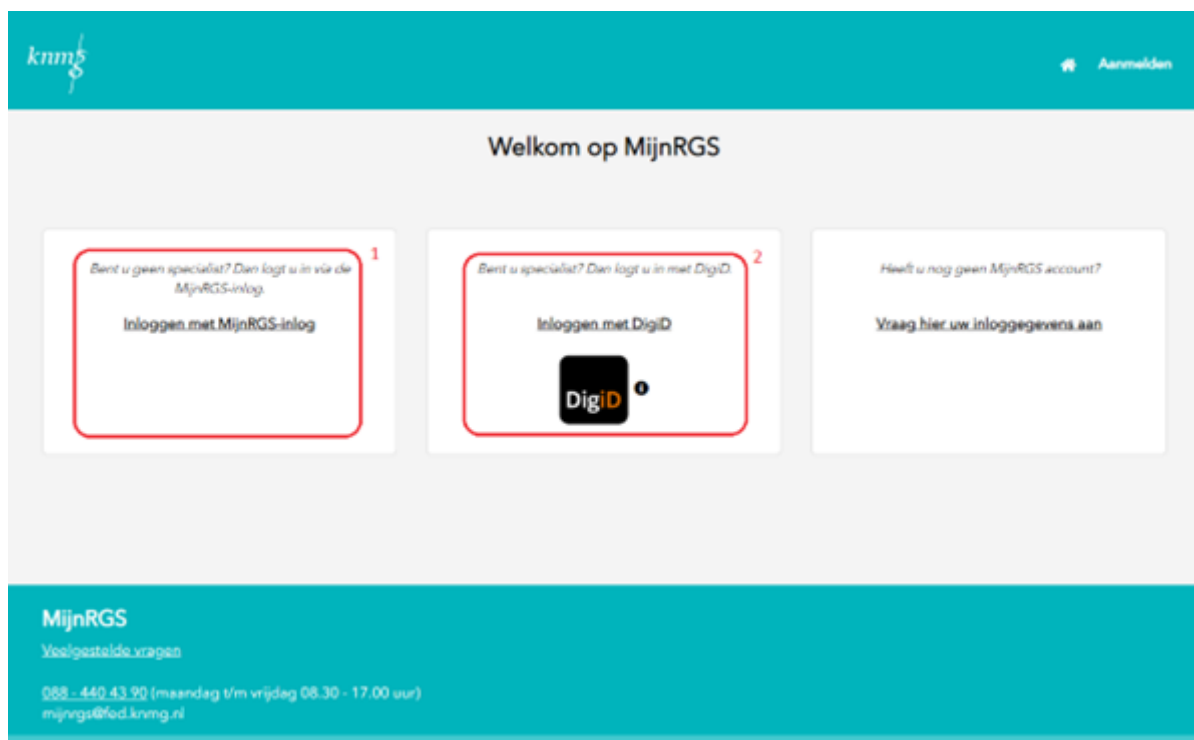 knmg
Aanmelden
Welkom op MijnRGS
1
Bent u geen specialist? Dan logt u in via de
MijnRGS-inlog.
Inloggen met MijnRGS-inlog
2
Bent u specialist? Dan logt u in met DigiD.
Inloggen met DigiD
DigiD
Heeft u nog geen MijnRGS account?
Vraag hier uw inloggegevens aan
MijnRGS
Veelgestelde vragen
088 - 440 43 90 (maandag t/m vrijdag 08.30 - 17.00 uur)
mijnrgs@fed.knmg.nl